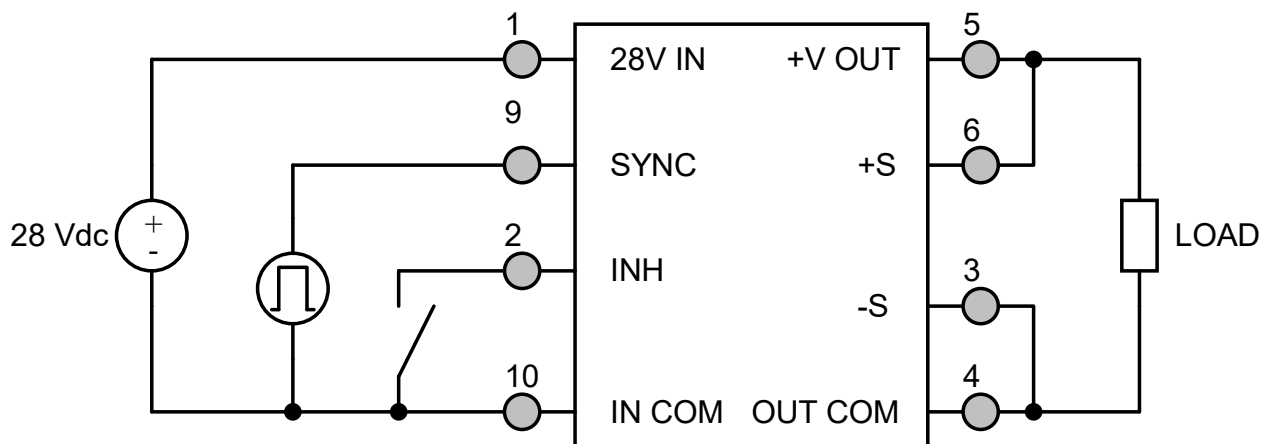 1
5
28V IN
+V OUT
9
6
SYNC
+S
2
3
28 Vdc
+
-
LOAD
INH
-S
10
4
IN COM
OUT COM